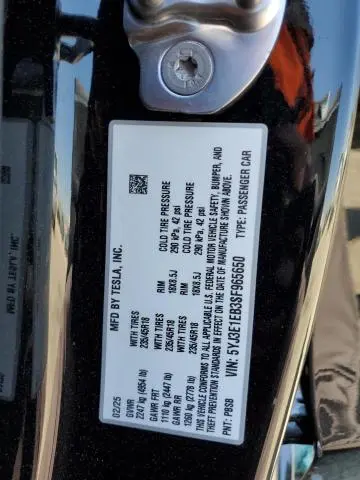 MFD BY TESLA, INC.
02/25
GVWR
2247 kg (4954 lb)
GAWR FRT WITH TIRES RIM COLD TIRE PRESSURE
1110 kg (2447 lb) 235/45R18 18X8.5J 290 kPa, 42 psi
GAWR RR WITH TIRES RIM COLD TIRE PRESSURE
1260 kg (2778 lb) 235/45R18 18X8.5J 290 kPa, 42 psi
THIS VEHICLE CONFORMS TO ALL APPLICABLE U.S. FEDERAL MOTOR VEHICLE SAFETY, BUMPER, AND
THEFT PREVENTION STANDARDS IN EFFECT ON THE DATE OF MANUFACTURE SHOWN ABOVE.
PNT: PBSB VIN: 5YJ3E1EB3SF965650 TYPE: PASSENGER CAR